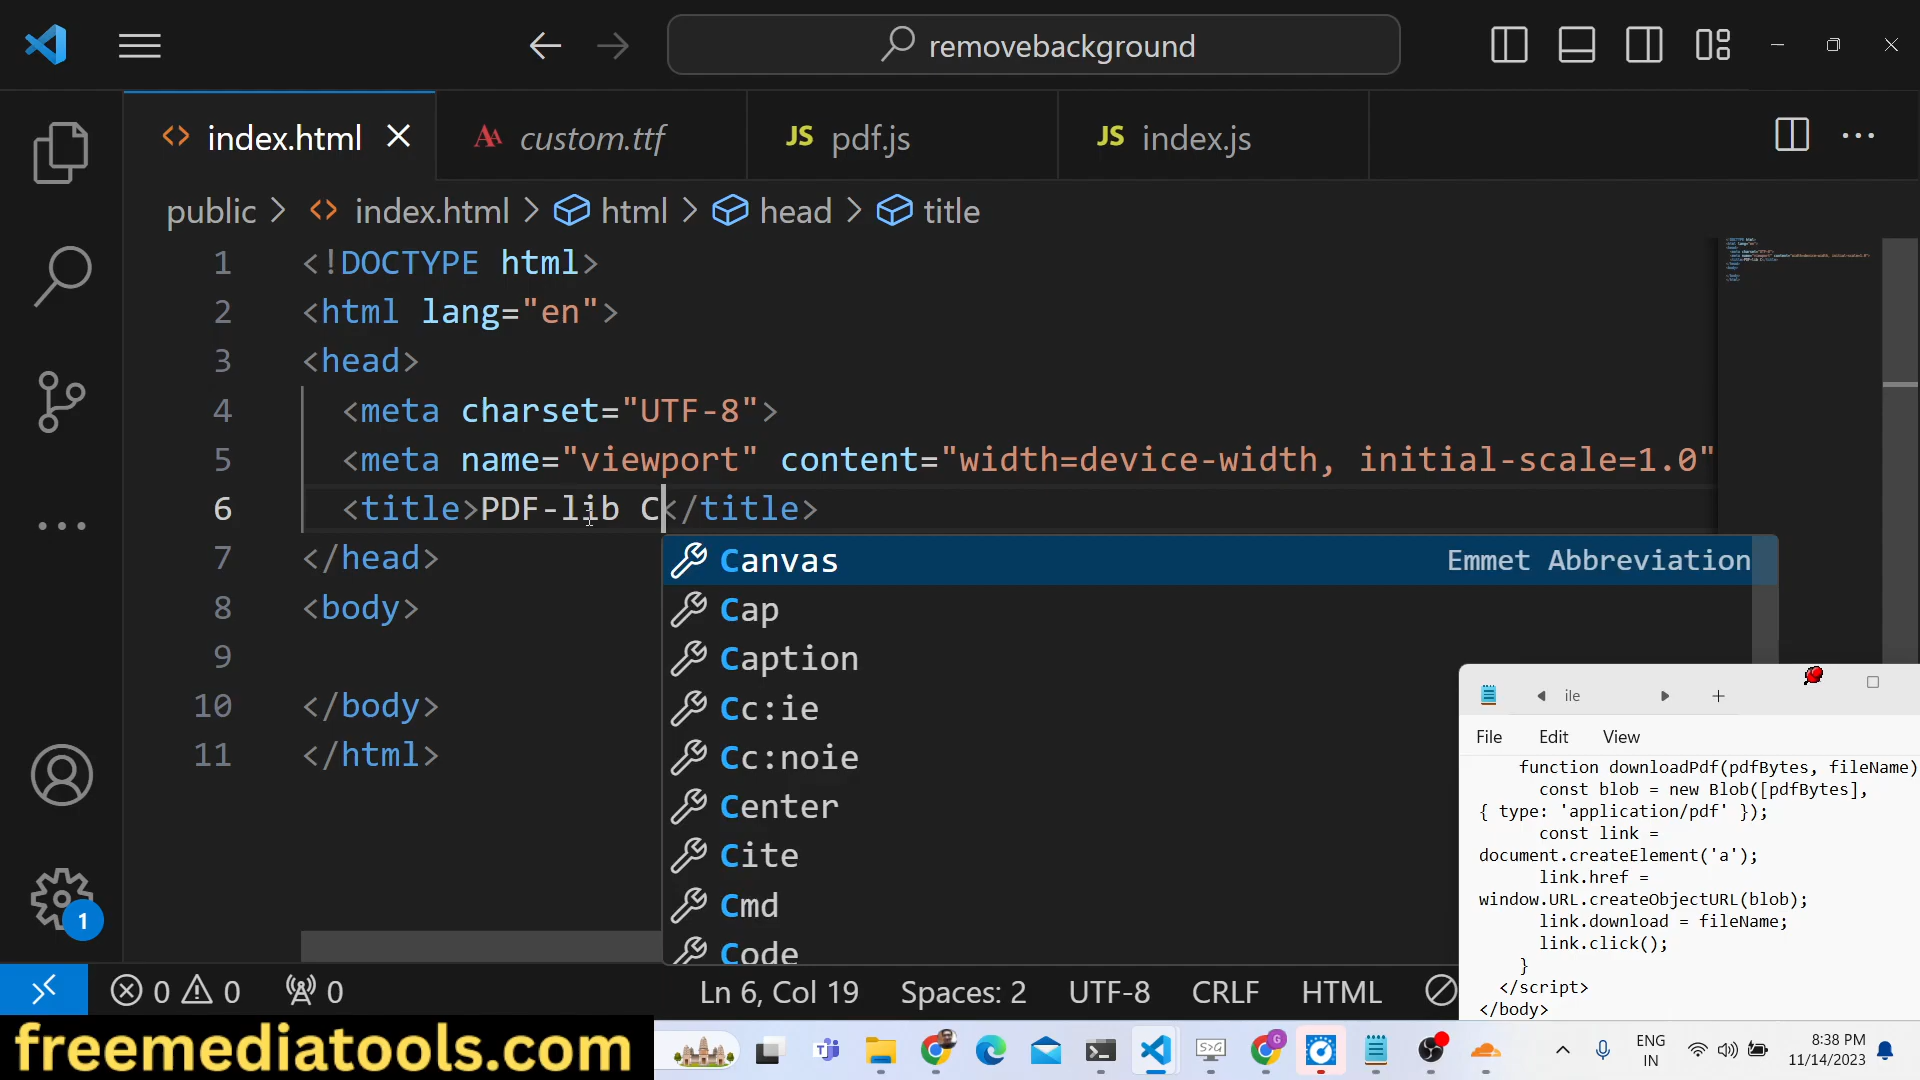 removebackground
index.html
custom.ttf
JS pdf.js
JS index.js
public > index.html > html > head > title
1 <!DOCTYPE html>
2 <html lang="en">
3 <head>
4 <meta charset="UTF-8">
5 <meta name="viewport" content="width=device-width, initial-scale=1.0"
6 <title>PDF-lib C</title>
7 </head>
8 <body>
9
10 </body>
11 </html>
Canvas Emmet Abbreviation
Cap
Caption
Cc:ie
Cc:noie
Center
Cite
Cmd
Code
ile
File Edit View
function downloadPdf(pdfBytes, fileName)
const blob = new Blob([pdfBytes],
{ type: 'application/pdf' });
const link =
document.createElement('a');
link.href =
window.URL.createObjectURL(blob);
link.download = fileName;
link.click();
}
</script>
</body>
1
0 0 0
Ln 6, Col 19 Spaces: 2 UTF-8 CRLF HTML
freemediatools.com
ENG
IN
8:38 PM
11/14/2023